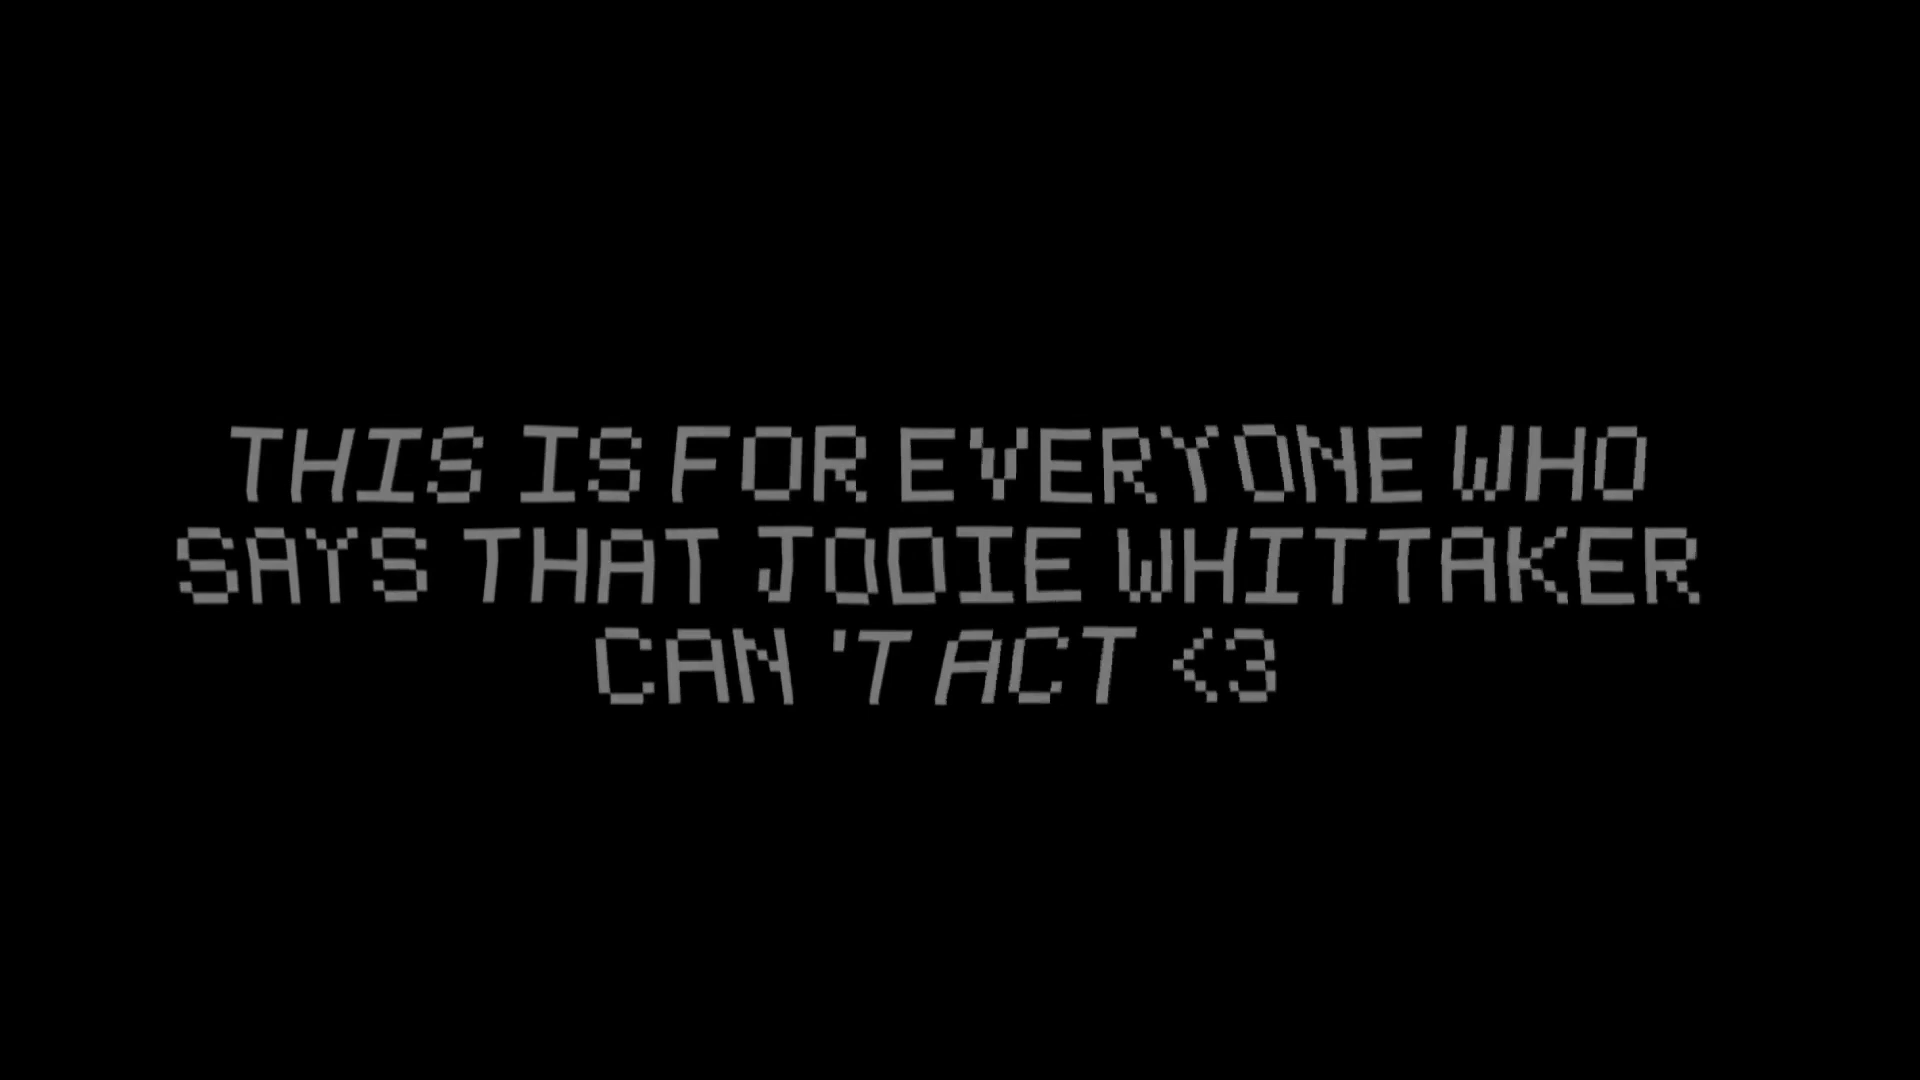 THIS IS FOR EVERYONE WHO
SAYS THAT JODIE WHITTAKER
CAN 'T ACT <3